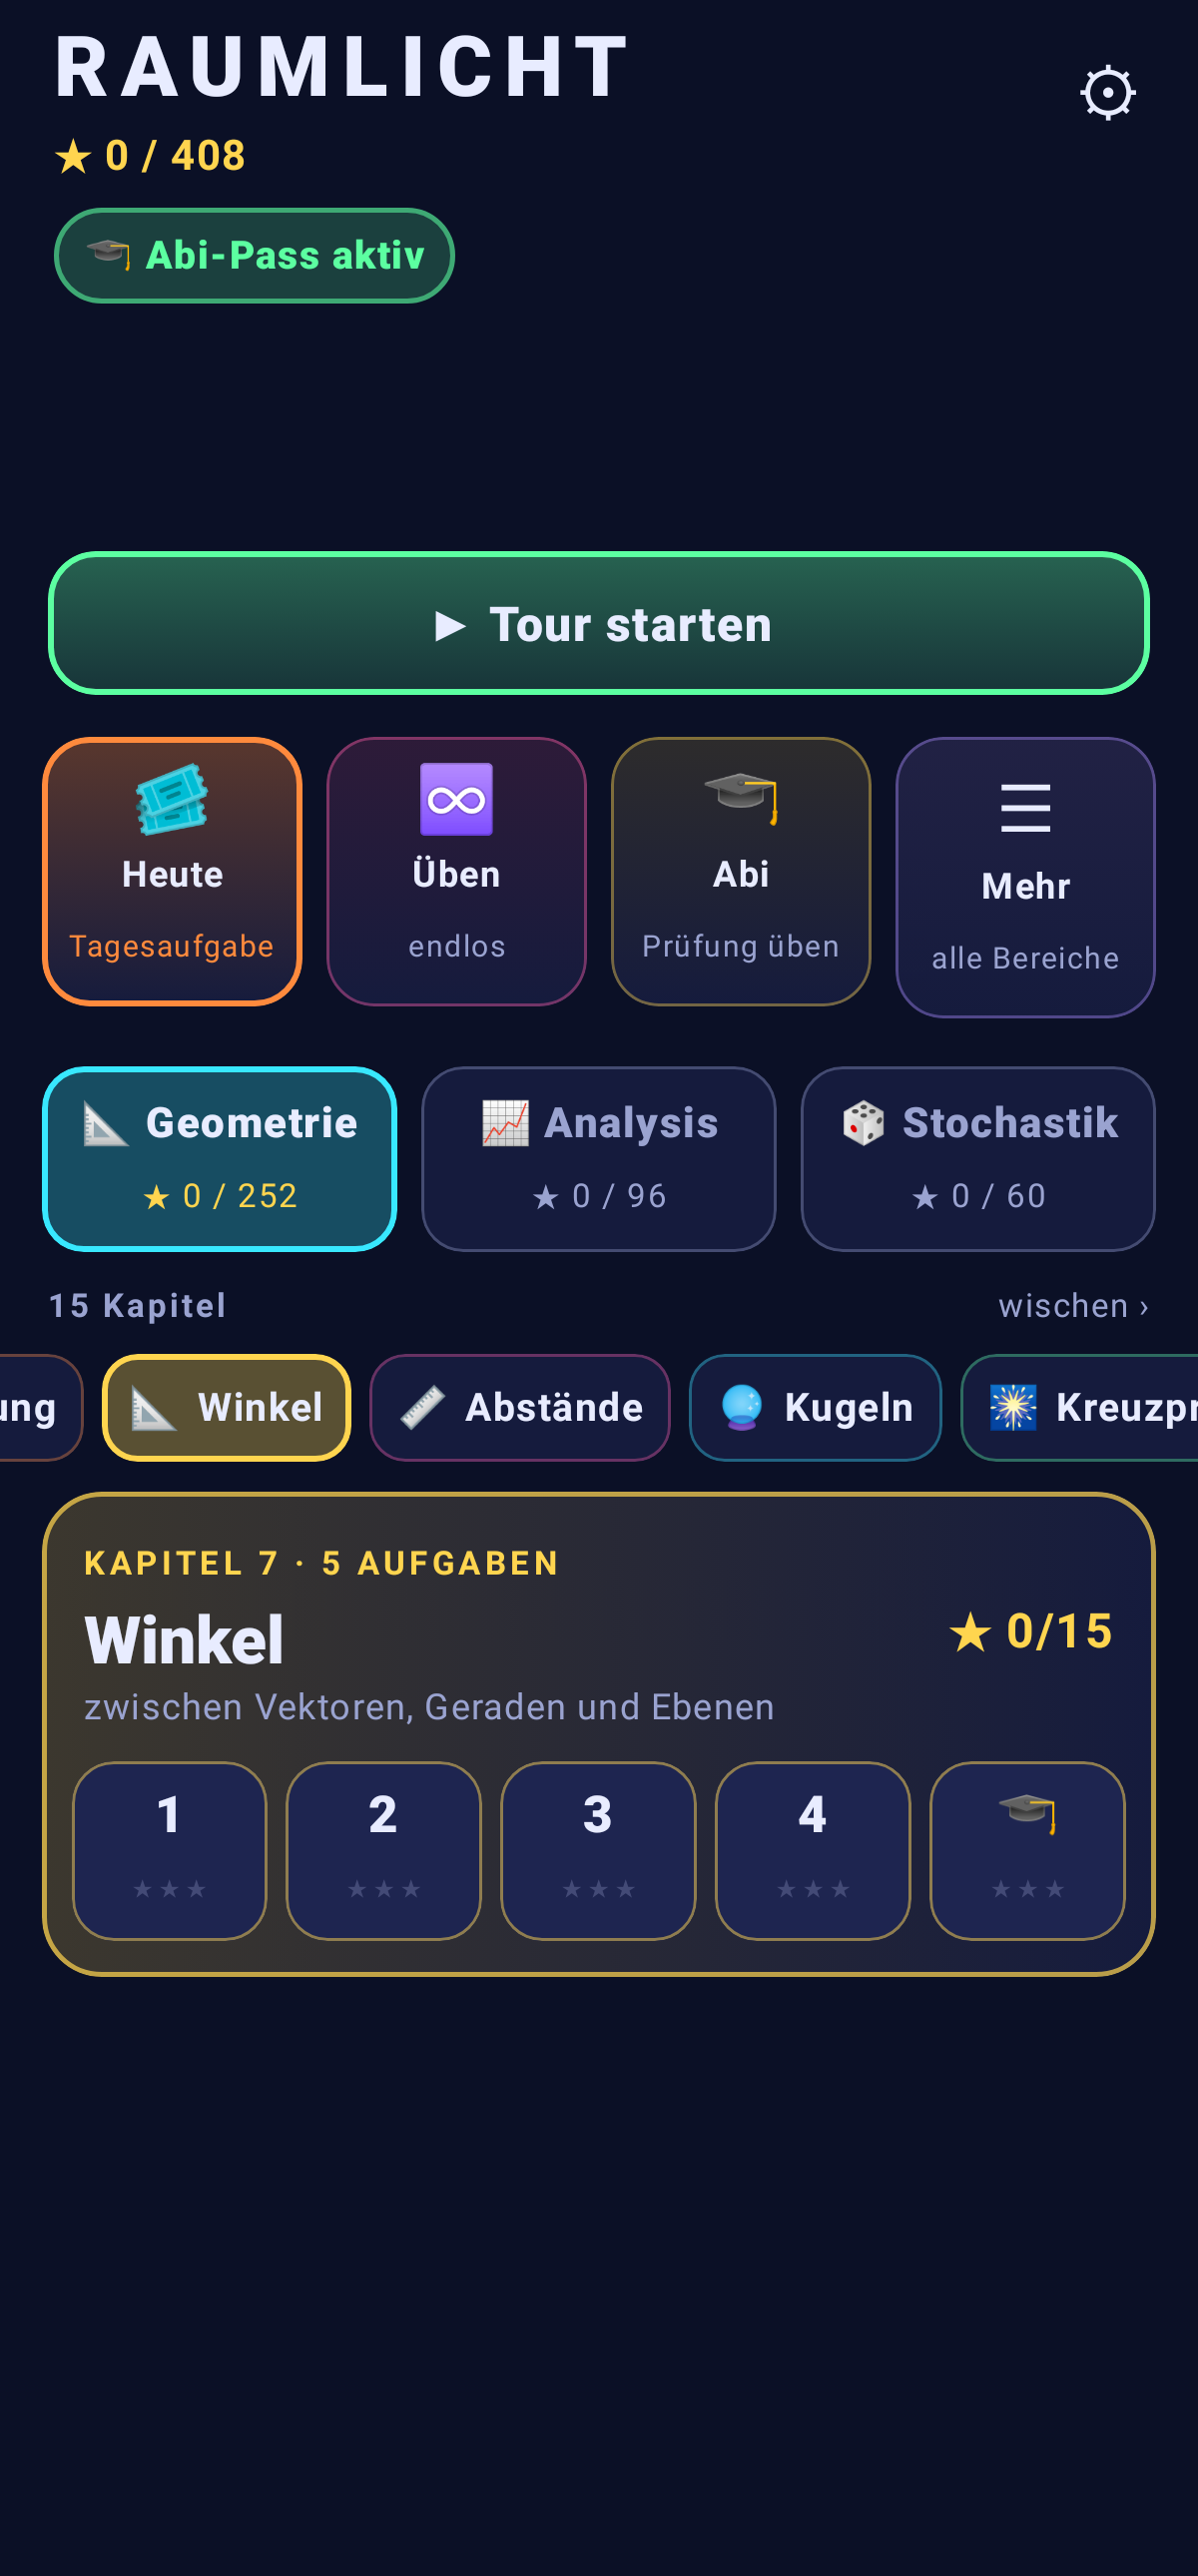 RAUMLICHT
★ 0 / 408
🎓 Abi-Pass aktiv
▶ Tour starten
Heute
Tagesaufgabe
Üben
endlos
Abi
Prüfung üben
Mehr
alle Bereiche
📐 Geometrie
★ 0 / 252
📈 Analysis
★ 0 / 96
🎲 Stochastik
★ 0 / 60
15 Kapitel
wischen ›
ung
📐 Winkel
📏 Abstände
🔮 Kugeln
🎇 Kreuzpr
KAPITEL 7 · 5 AUFGABEN
Winkel
★ 0/15
zwischen Vektoren, Geraden und Ebenen
1
★★★
2
★★★
3
★★★
4
★★★
🎓
★★★